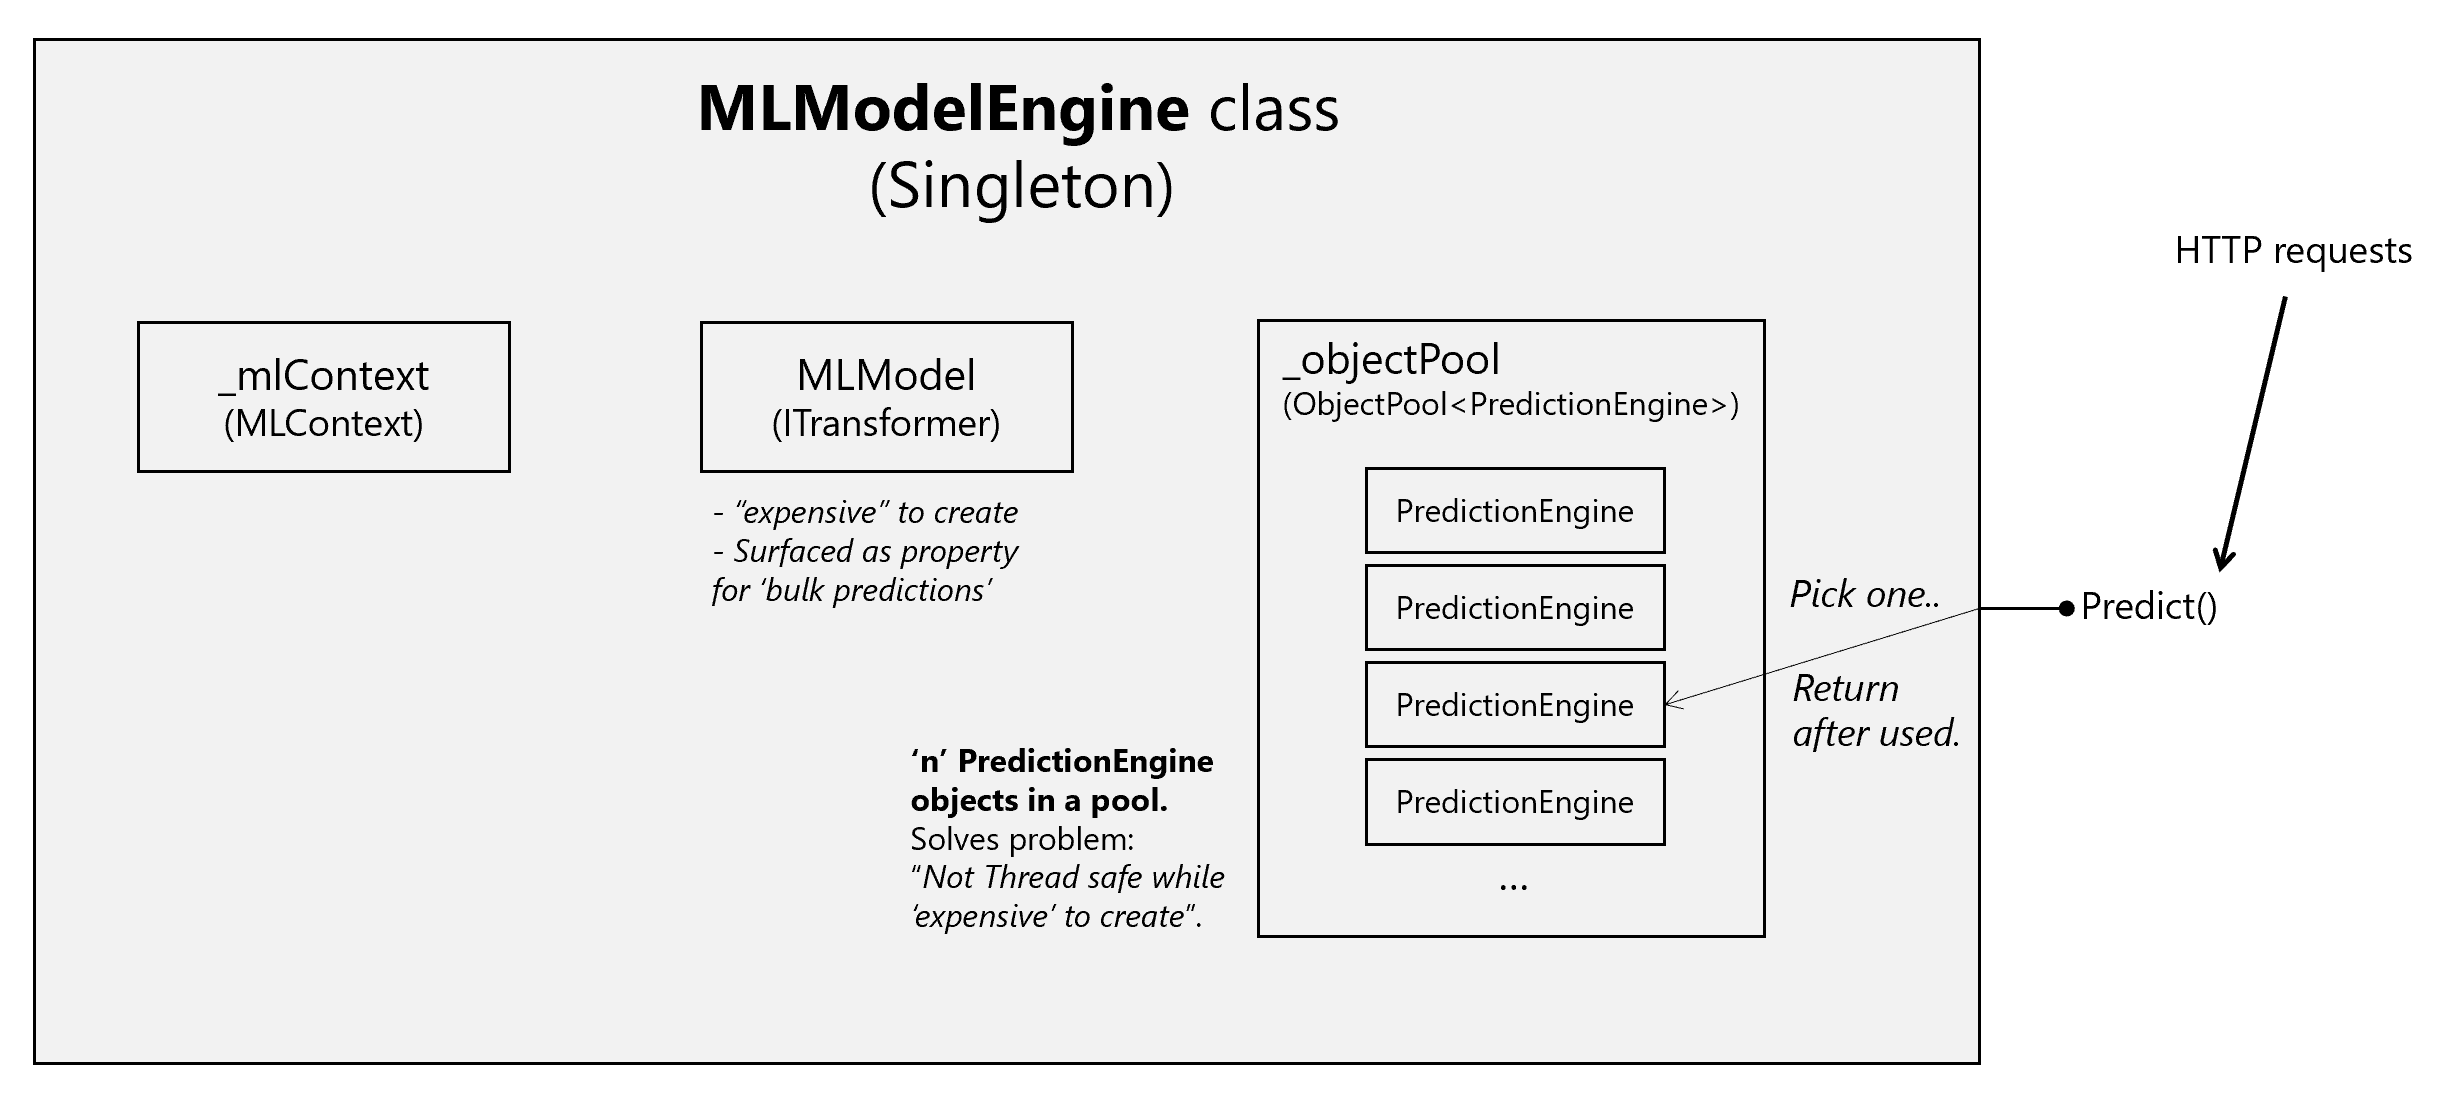 MLModelEngine class
(Singleton)
HTTP requests
_mlContext
(MLContext)
MLModel
(ITransformer)
- “expensive” to create
- Surfaced as property
for ‘bulk predictions’
_objectPool
(ObjectPool<PredictionEngine>)
PredictionEngine
PredictionEngine
PredictionEngine
PredictionEngine
...
Pick one..
Predict()
Return
after used.
‘n’ PredictionEngine
objects in a pool.
Solves problem:
“Not Thread safe while
‘expensive’ to create”.